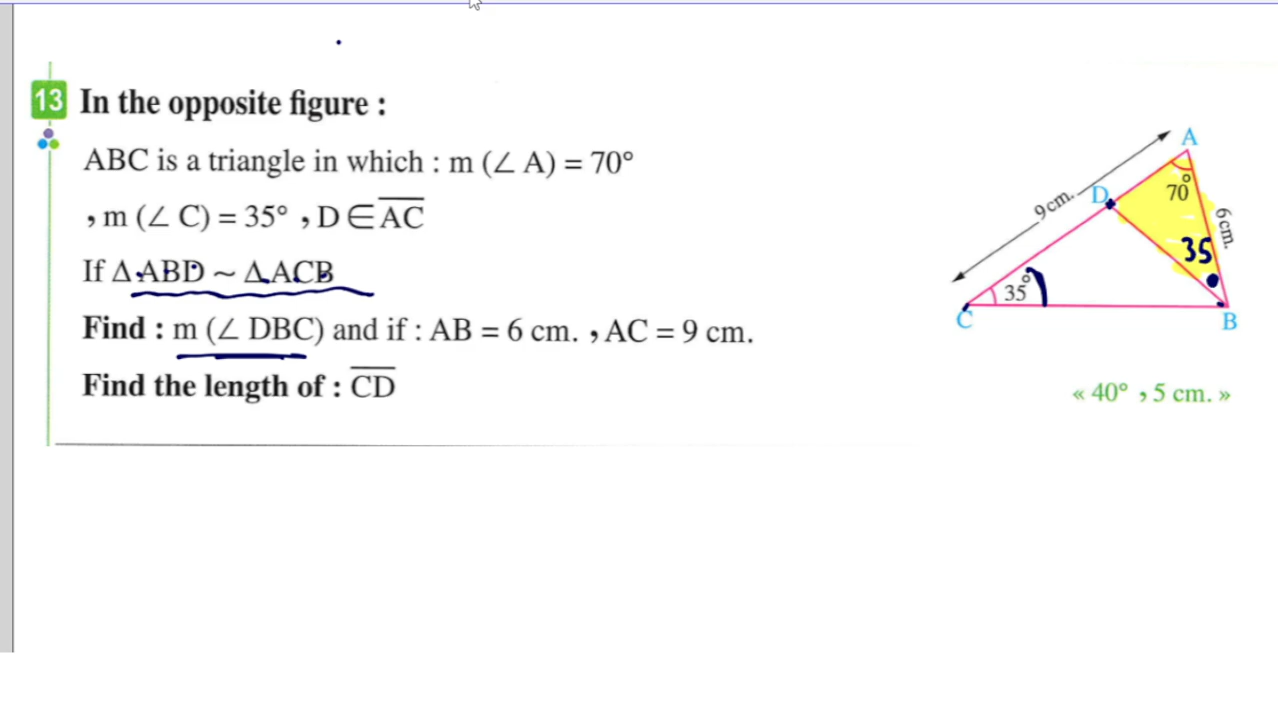 13 In the opposite figure :
ABC is a triangle in which : m (∠ A) = 70°
, m (∠ C) = 35° , D ∈ A̅C̅
If Δ ABD ~ Δ ACB
Find : m (∠ DBC) and if : AB = 6 cm. , AC = 9 cm.
Find the length of : C̅D̅
A
9 cm.
D
70°
6 cm.
35
35°
C
B
« 40° , 5 cm. »